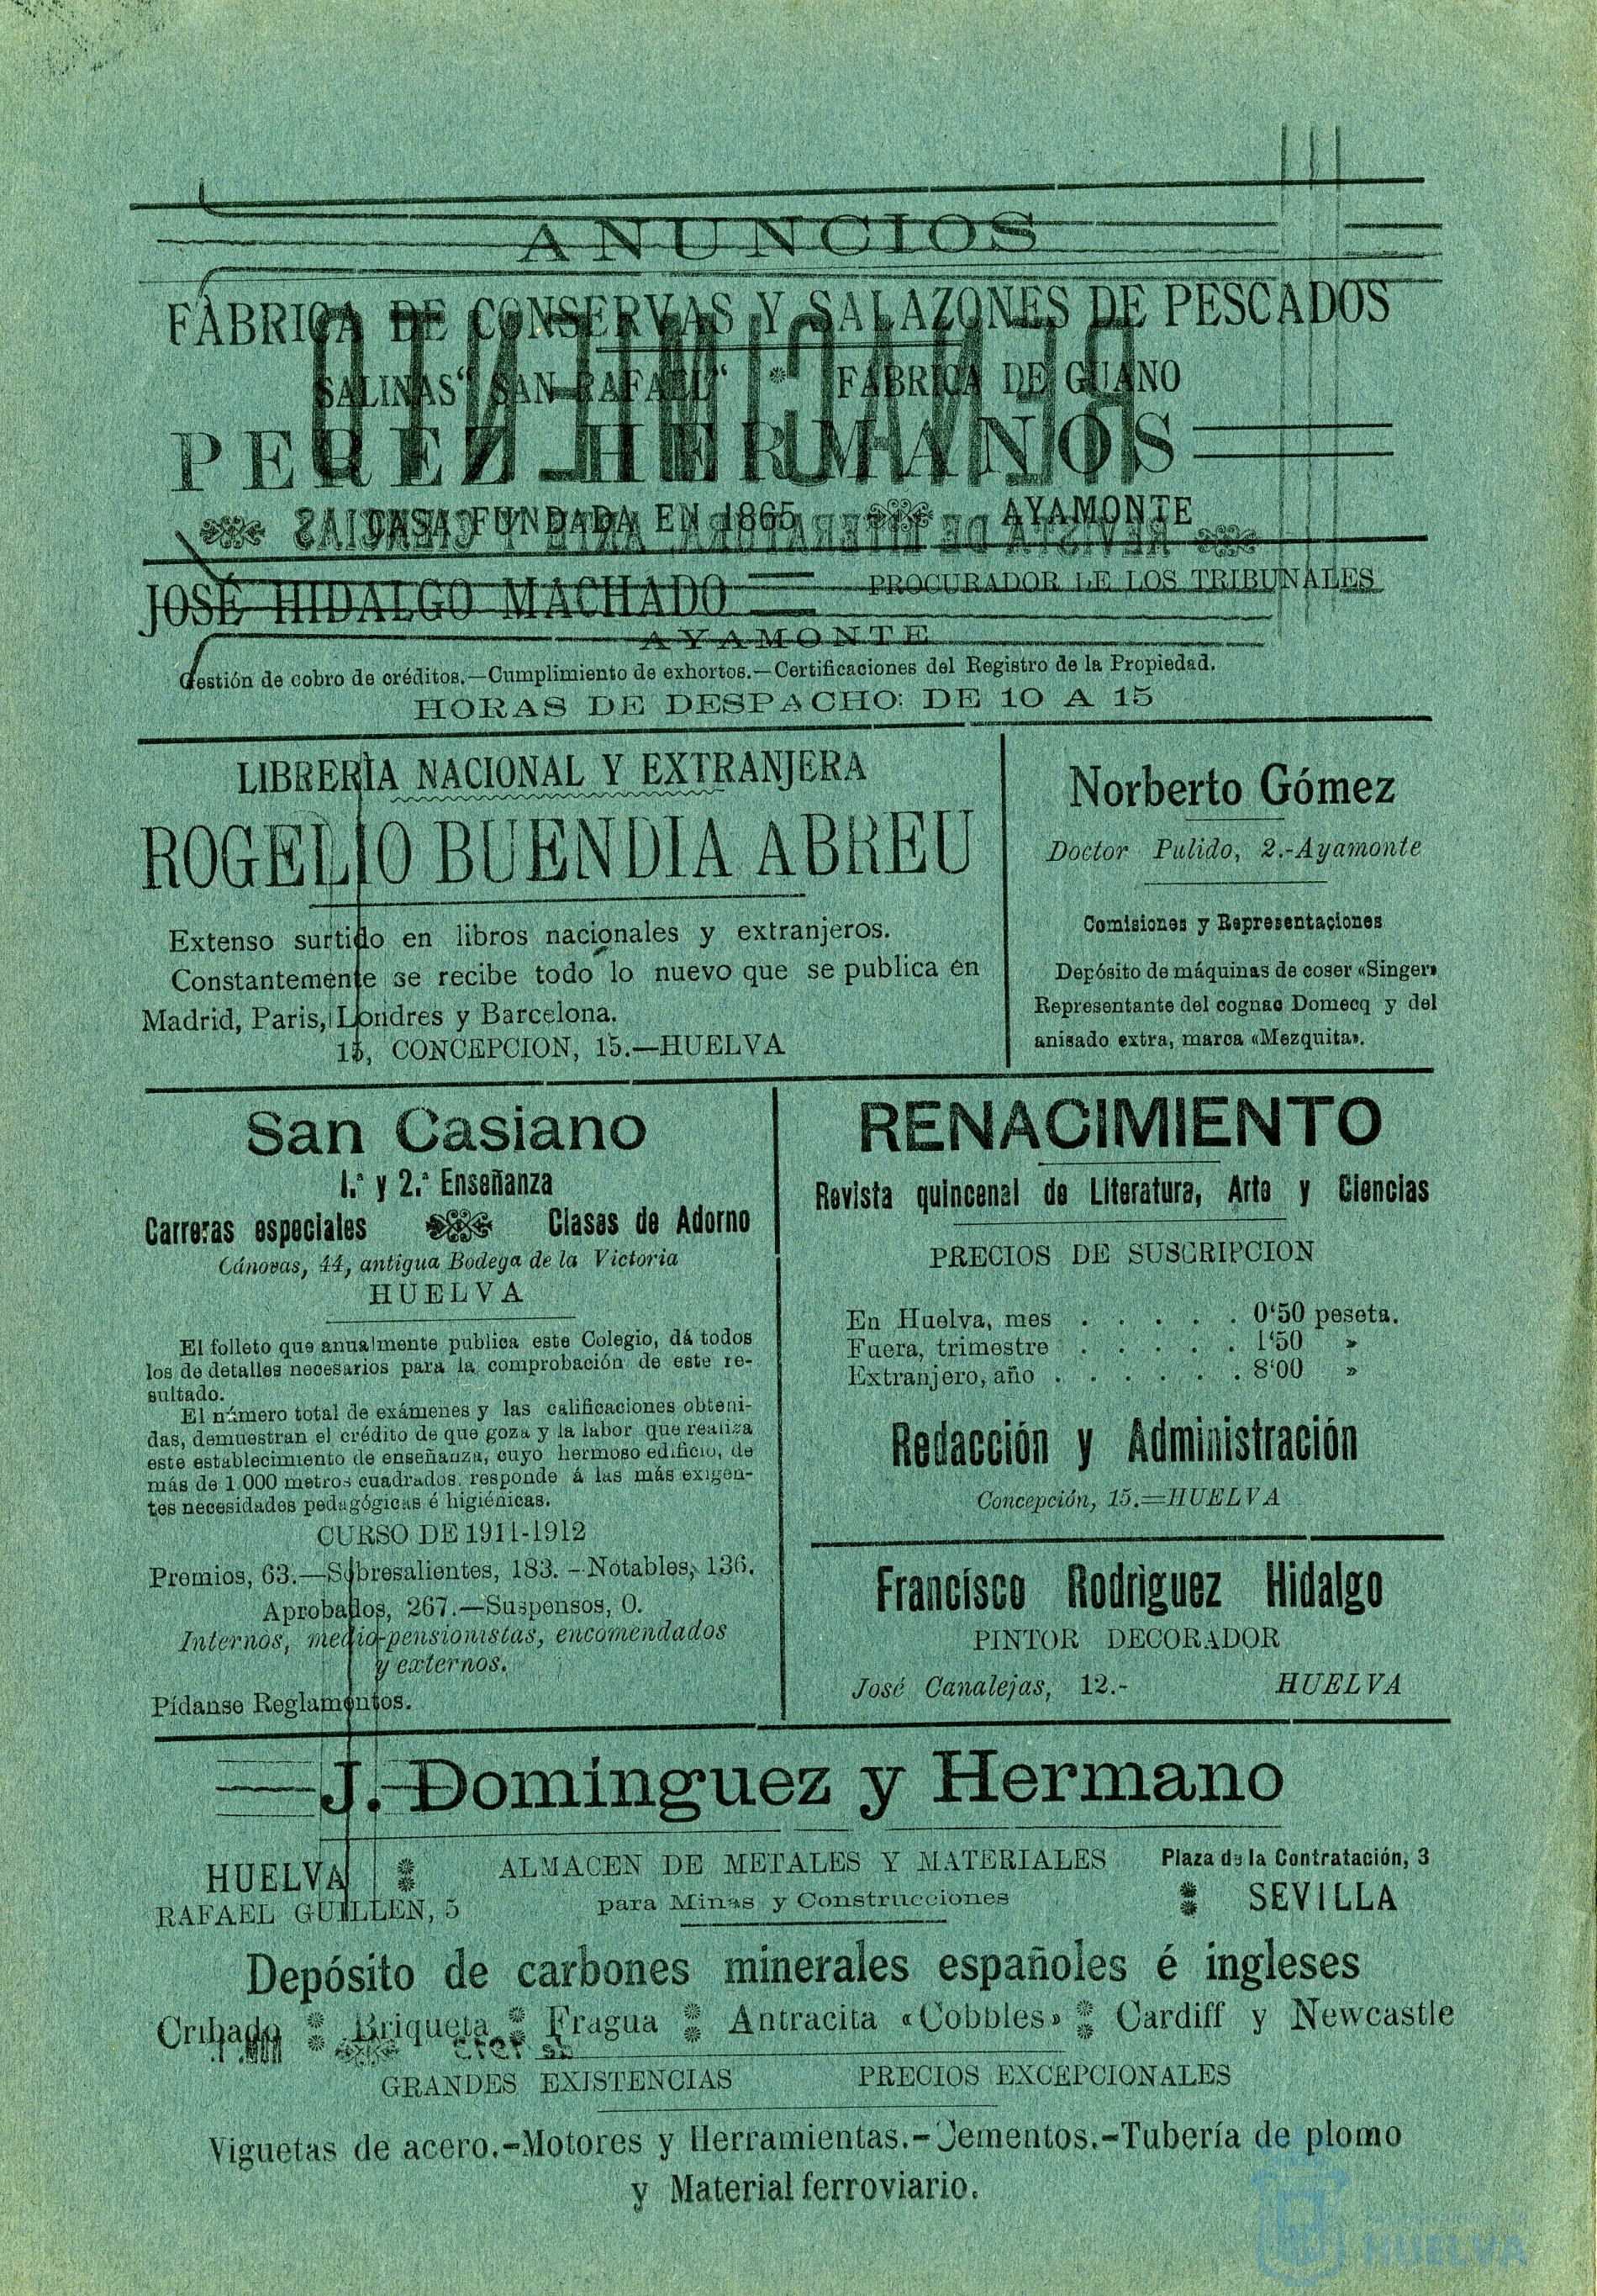 ANUNCIOS
FÀBRICA DE CONSERVAS Y SALAZONES DE PESCADOS
SALINAS "SAN RAFAEL" * FABRICA DE GUANO
PEREZ HERMANOS
CASA FUNDADA EN 1865 AYAMONTE
JOSÉ HIDALGO MACHADO PROCURADOR DE LOS TRIBUNALES
AYAMONTE
Gestión de cobro de créditos.—Cumplimiento de exhortos.—Certificaciones del Registro de la Propiedad.
HORAS DE DESPACHO: DE 10 A 15
LIBRERÌA NACIONAL Y EXTRANJERA
ROGELIO BUENDIA ABREU
Extenso surtido en libros nacionales y extranjeros.
Constantemente se recibe todo lo nuevo que se publica en
Madrid, Paris, Londres y Barcelona.
15, CONCEPCION, 15.—HUELVA
Norberto Gómez
Doctor Pulido, 2.-Ayamonte
Comisiones y Representaciones
Depósito de máquinas de coser «Singer»
Representante del cognac Domecq y del
anisado extra, marca «Mezquita».
San Casiano
1.ª y 2.ª Enseñanza
Carreras especiales Clases de Adorno
Cánovas, 44, antigua Bodega de la Victoria
HUELVA
El folleto que anualmente publica este Colegio, dá todos
los de detalles necesarios para la comprobación de este re-
sultado.
El número total de exámenes y las calificaciones obteni-
das, demuestran el crédito de que goza y la labor que realiza
este establecimiento de enseñanza, cuyo hermoso edificio, de
más de 1.000 metros cuadrados, responde á las más exigen-
tes necesidades pedagógicas é higiénicas.
CURSO DE 1911-1912
Premios, 63.—Sobresalientes, 183. - Notables, 136.
Aprobados, 267.—Suspensos, 0.
Internos, medio-pensionistas, encomendados
y externos.
Pídanse Reglamentos.
RENACIMIENTO
Revista quincenal de Literatura, Arte y Ciencias
PRECIOS DE SUSCRIPCION
En Huelva, mes . . . . . 0'50 peseta.
Fuera, trimestre . . . . . 1'50 »
Extranjero, año . . . . . . 8'00 »
Redacción y Administración
Concepción, 15.=HUELVA
Francisco Rodriguez Hidalgo
PINTOR DECORADOR
José Canalejas, 12.- HUELVA
J. Domínguez y Hermano
HUELVA
RAFAEL GUILLEN, 5
ALMACEN DE METALES Y MATERIALES
para Minas y Construcciones
Plaza de la Contratación, 3
SEVILLA
Depósito de carbones minerales españoles é ingleses
Cribado Briqueta Fragua Antracita «Cobbles» Cardiff y Newcastle
GRANDES EXISTENCIAS PRECIOS EXCEPCIONALES
Viguetas de acero.-Motores y Herramientas.-Cementos.-Tubería de plomo
y Material ferroviario.
HUELVA